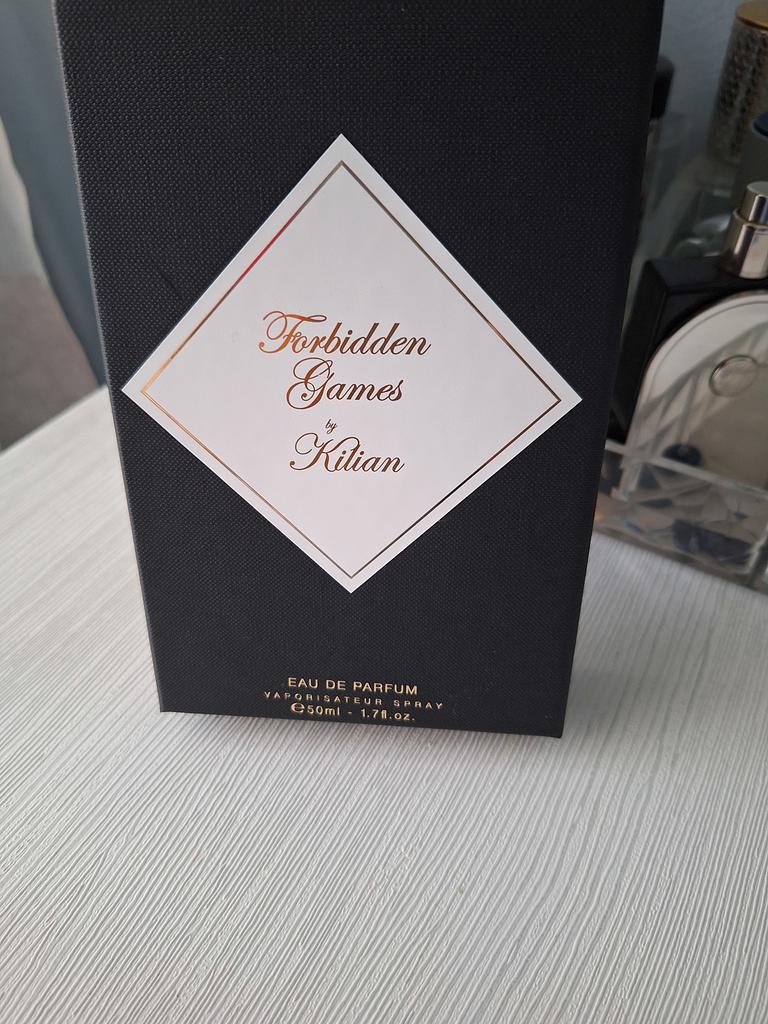 Forbidden
Games
by
Kilian
EAU DE PARFUM
VAPORISATEUR SPRAY
℮50ml - 1.7fl.oz.